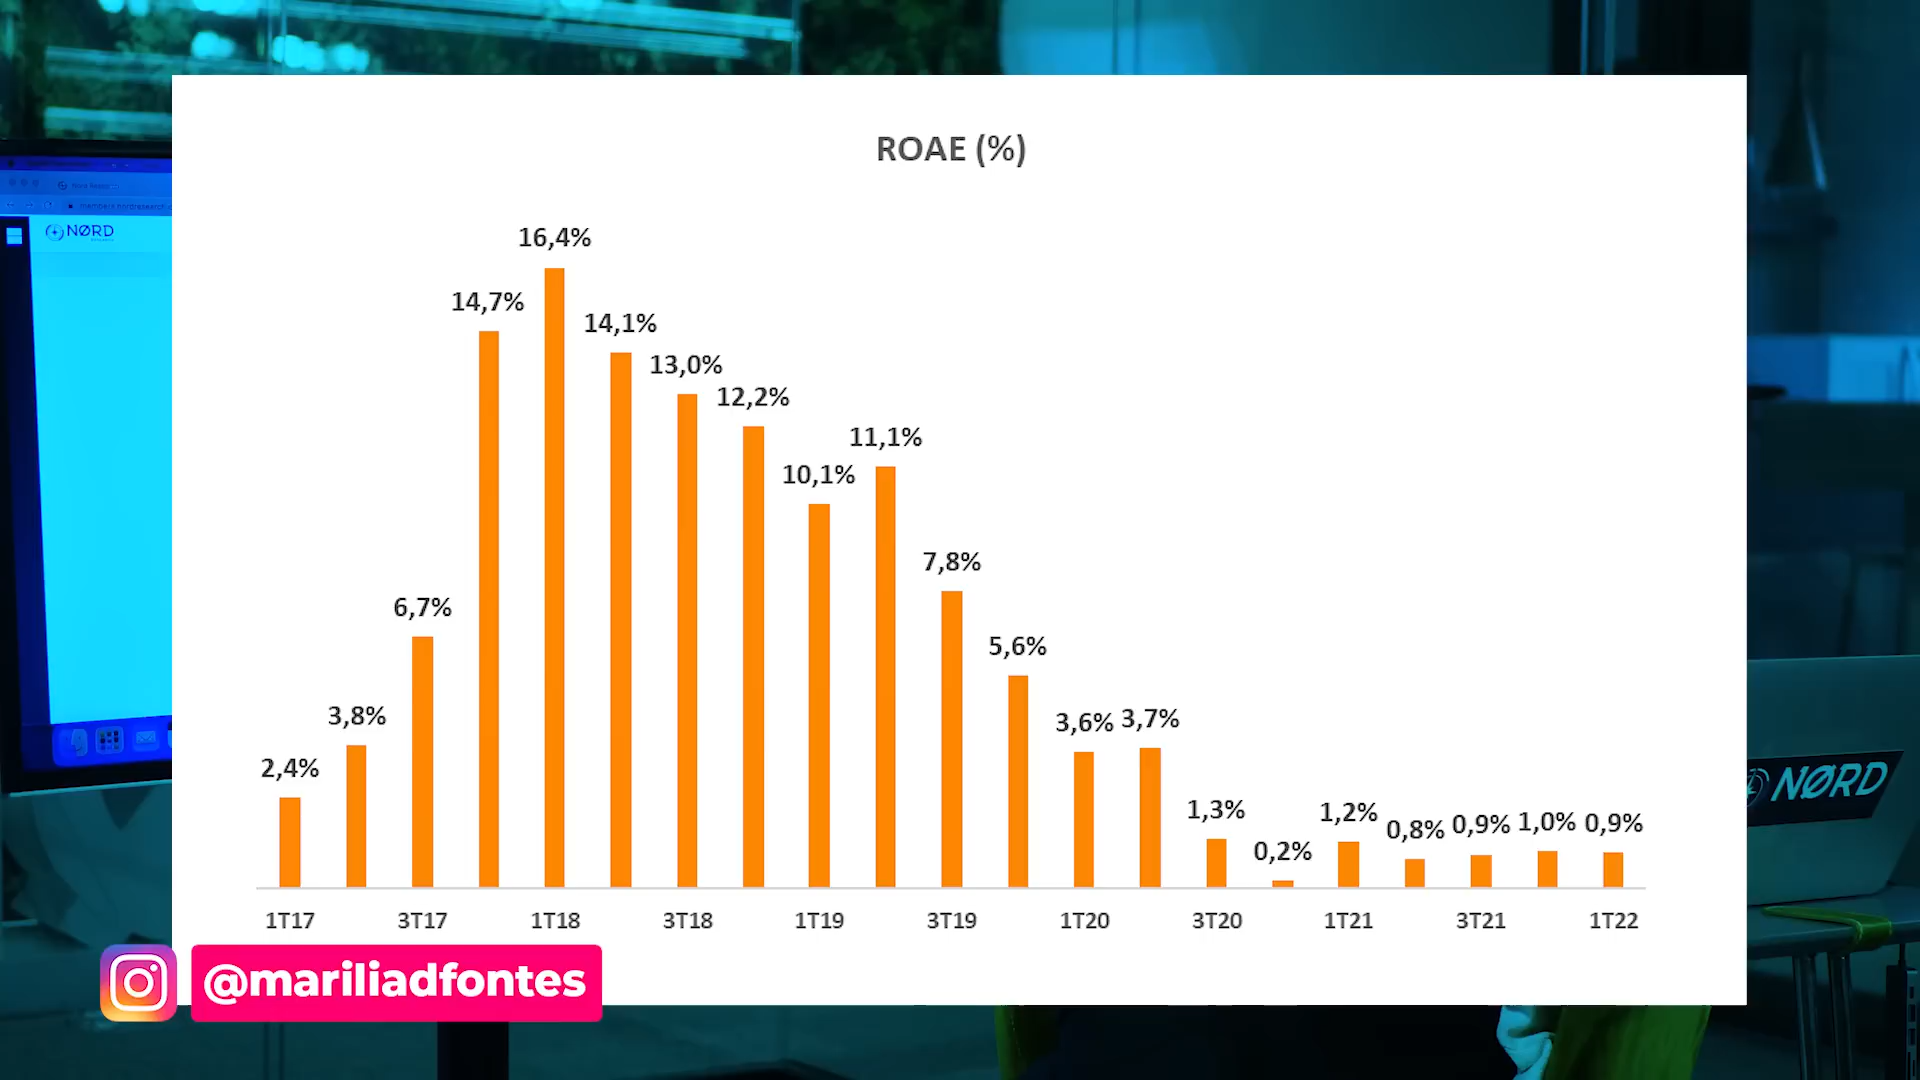 ROAE (%)
16,4%
14,7%
14,1%
13,0%
12,2%
11,1%
10,1%
7,8%
6,7%
5,6%
3,8%
3,6% 3,7%
2,4%
1,3%
1,2%
0,2%
0,8% 0,9% 1,0% 0,9%
1T17 3T17 1T18 3T18 1T19 3T19 1T20 3T20 1T21 3T21 1T22
@mariliadfontes
NØRD
NØRD